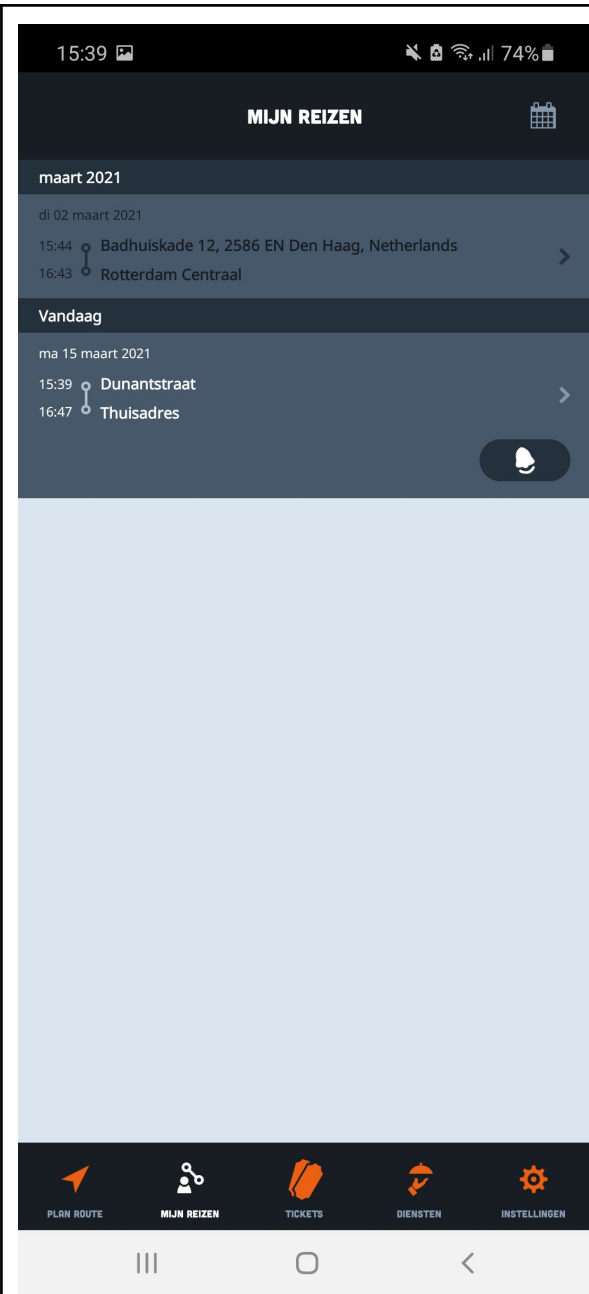 15:39
74%
MIJN REIZEN
maart 2021
di 02 maart 2021
15:44 Badhuiskade 12, 2586 EN Den Haag, Netherlands
16:43 Rotterdam Centraal
Vandaag
ma 15 maart 2021
15:39 Dunantstraat
16:47 Thuisadres
PLAN ROUTE
MIJN REIZEN
TICKETS
DIENSTEN
INSTELLINGEN